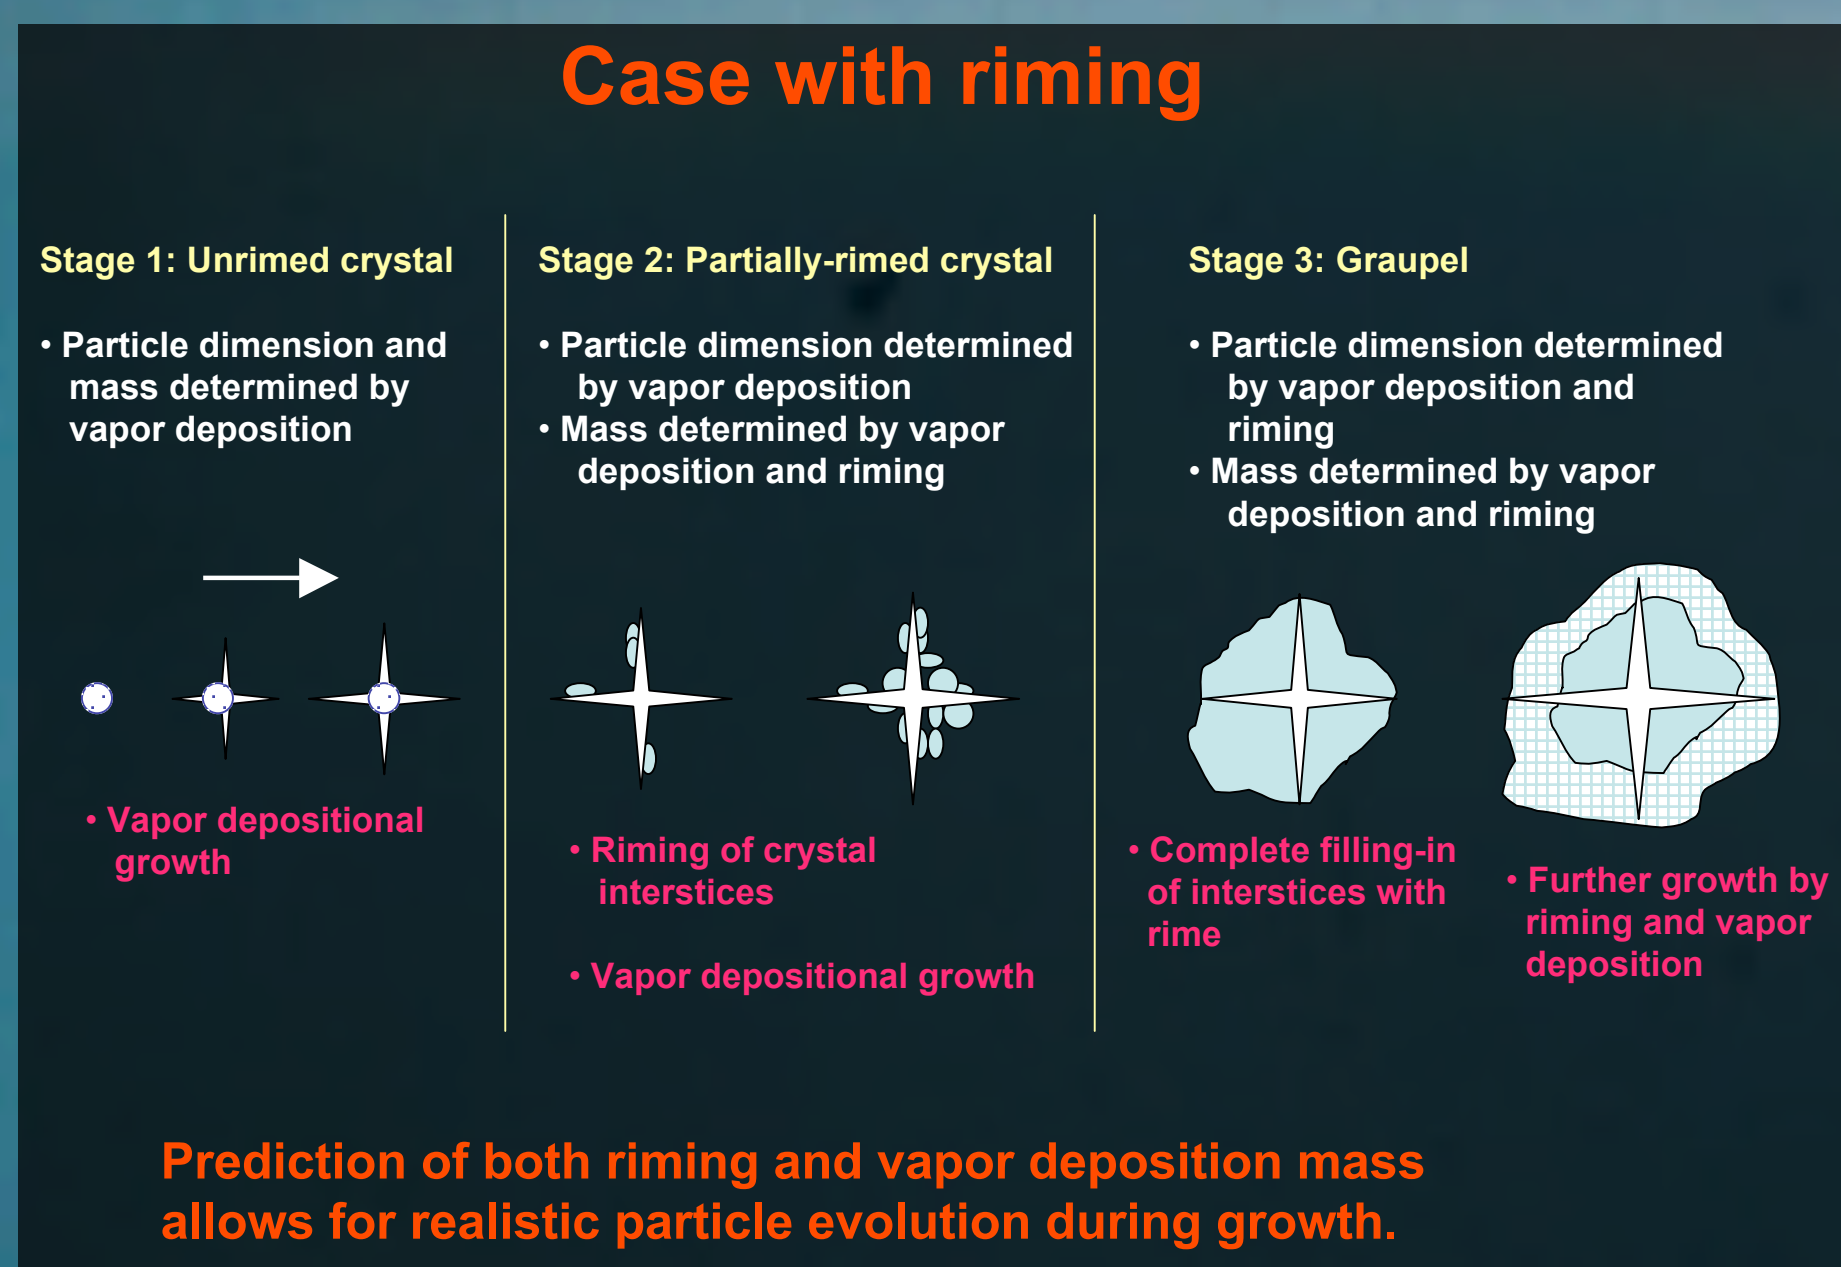 Case with riming
Stage 1: Unrimed crystal
• Particle dimension and
mass determined by
vapor deposition
• Vapor depositional
growth
Stage 2: Partially-rimed crystal
• Particle dimension determined
by vapor deposition
• Mass determined by vapor
deposition and riming
• Riming of crystal
interstices
• Vapor depositional growth
Stage 3: Graupel
• Particle dimension determined
by vapor deposition and
riming
• Mass determined by vapor
deposition and riming
• Complete filling-in
of interstices with
rime
• Further growth by
riming and vapor
deposition
Prediction of both riming and vapor deposition mass
allows for realistic particle evolution during growth.